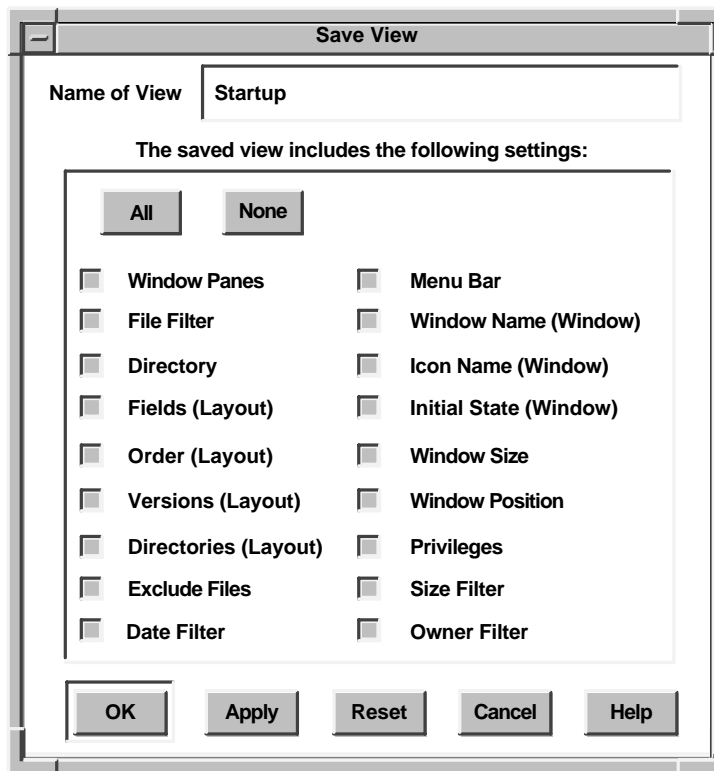 Save View
Name of View Startup
The saved view includes the following settings:
All None
Window Panes Menu Bar
File Filter Window Name (Window)
Directory Icon Name (Window)
Fields (Layout) Initial State (Window)
Order (Layout) Window Size
Versions (Layout) Window Position
Directories (Layout) Privileges
Exclude Files Size Filter
Date Filter Owner Filter
OK Apply Reset Cancel Help